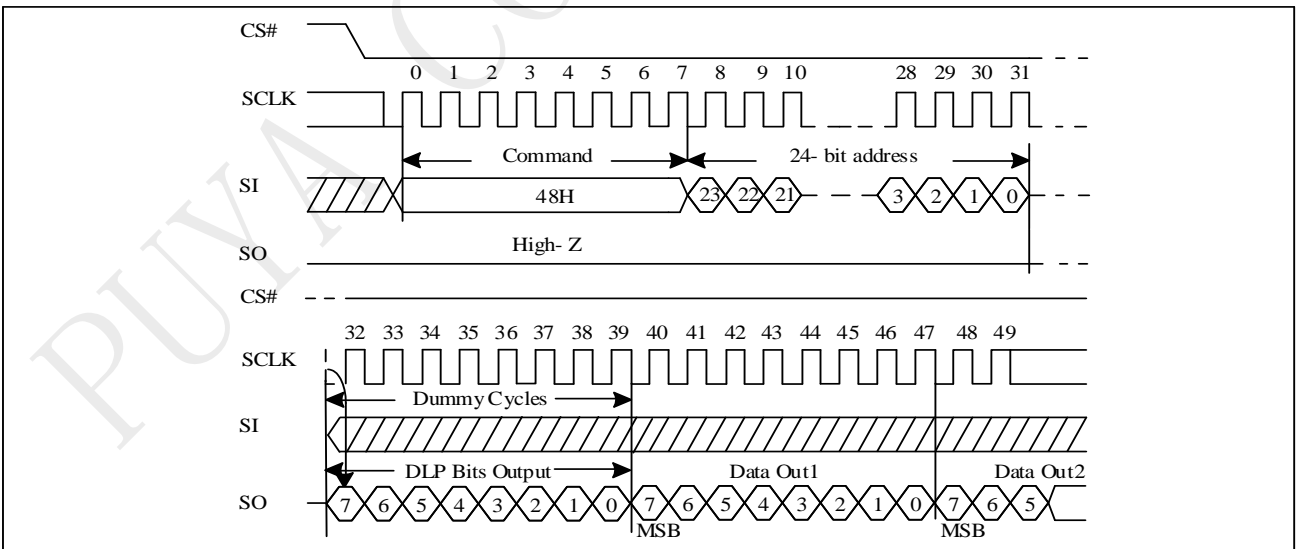 CS#
0 1 2 3 4 5 6 7 8 9 10 28 29 30 31
SCLK
Command 24- bit address
SI 48H 23 22 21 3 2 1 0
SO High- Z
CS#
32 33 34 35 36 37 38 39 40 41 42 43 44 45 46 47 48 49
SCLK
Dummy Cycles
SI
DLP Bits Output Data Out1 Data Out2
SO 7 6 5 4 3 2 1 0 7 6 5 4 3 2 1 0 7 6 5
MSB MSB
PUYA CO